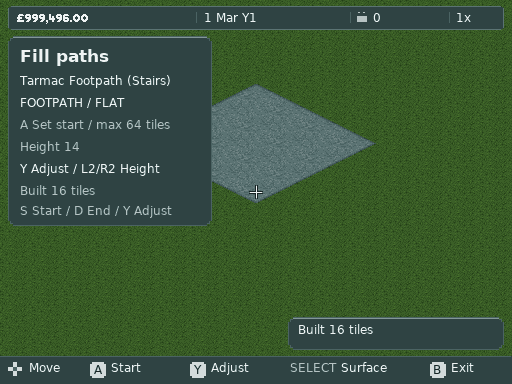 £999,496.00 1 Mar Y1 0 1x
Fill paths
Tarmac Footpath (Stairs)
FOOTPATH / FLAT
A Set start / max 64 tiles
Height 14
Y Adjust / L2/R2 Height
Built 16 tiles
S Start / D End / Y Adjust
Built 16 tiles
Move A Start Y Adjust SELECT Surface B Exit